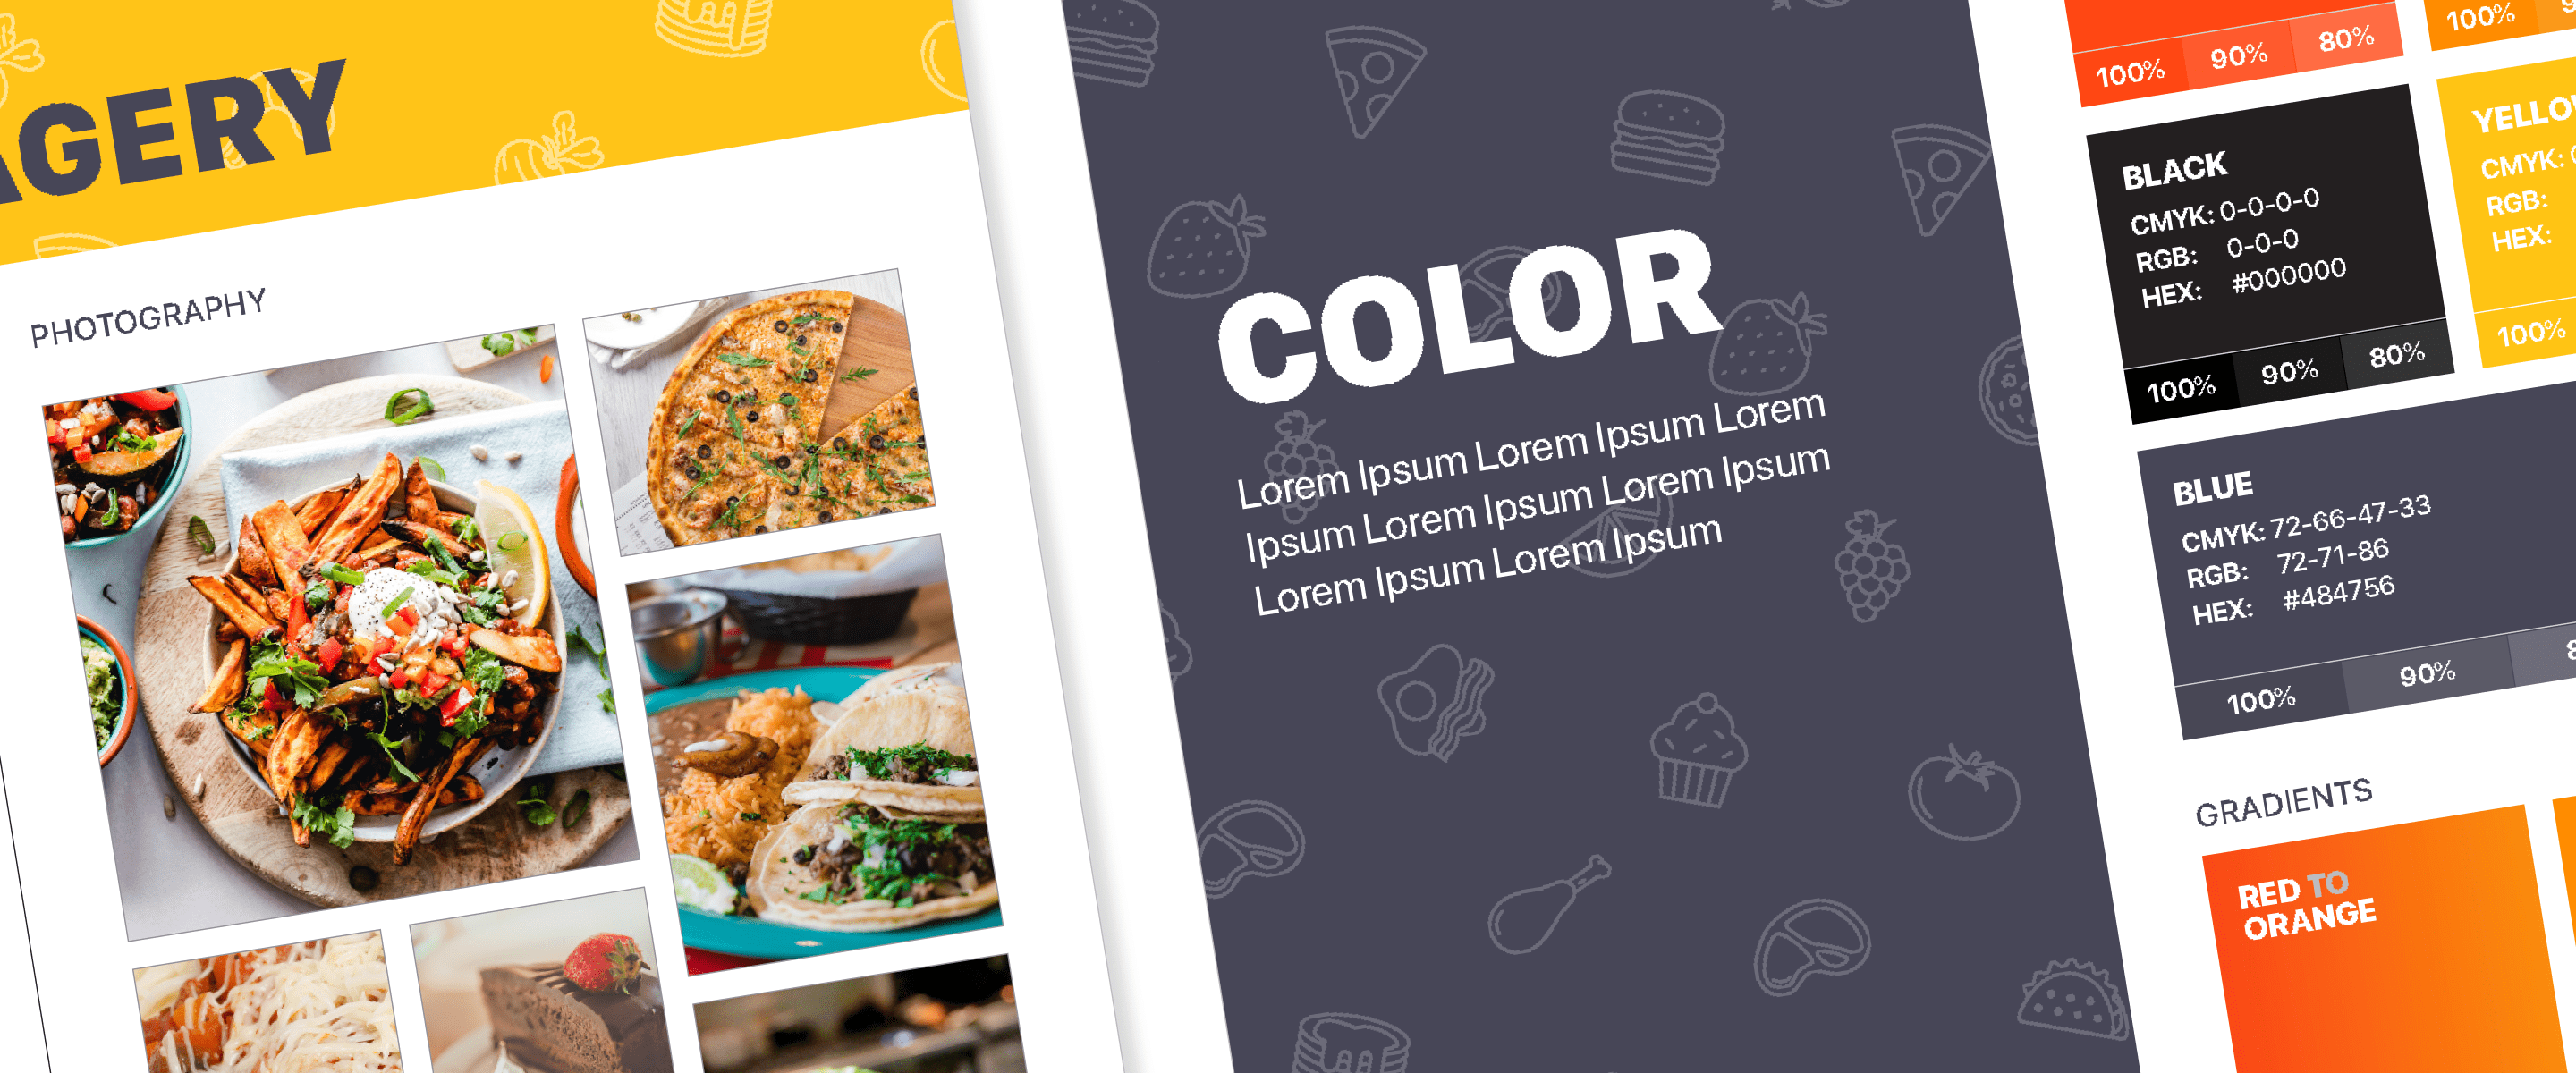 AGERY
PHOTOGRAPHY
COLOR
Lorem Ipsum Lorem Ipsum Lorem
Ipsum Lorem Ipsum Lorem Ipsum
Lorem Ipsum Lorem Ipsum
100% 90% 80%
100%
BLACK
CMYK: 0-0-0-0
RGB: 0-0-0
HEX: #000000
100% 90% 80%
YELLO
CMYK:
RGB:
HEX:
100%
BLUE
CMYK: 72-66-47-33
RGB: 72-71-86
HEX: #484756
100% 90%
GRADIENTS
RED TO
ORANGE